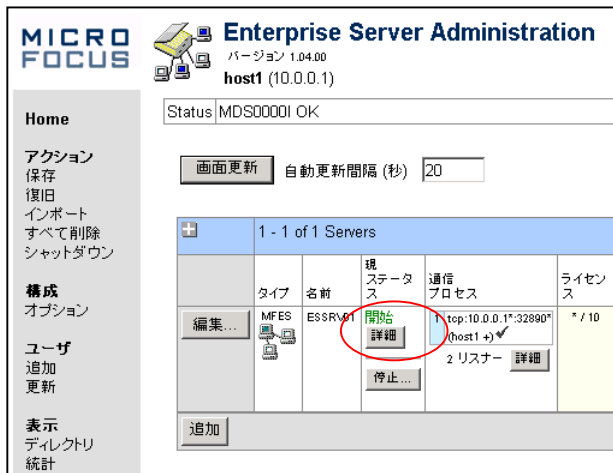 MICRO
FOCUS
Enterprise Server Administration
バージョン 1.04.00
host1 (10.0.0.1)
Home
アクション
保存
復旧
インポート
すべて削除
シャットダウン
構成
オプション
ユーザ
追加
更新
表示
ディレクトリ
統計
Status MDS0000I OK
画面更新 自動更新間隔 (秒) 20
1 - 1 of 1 Servers
タイプ 名前 現ステータス 通信プロセス ライセンス
編集... MFES ESSRV01 開始 1 tcp:10.0.0.1*:32890* * / 10
詳細 (host1 +)✔
2 リスナー 詳細
停止...
追加